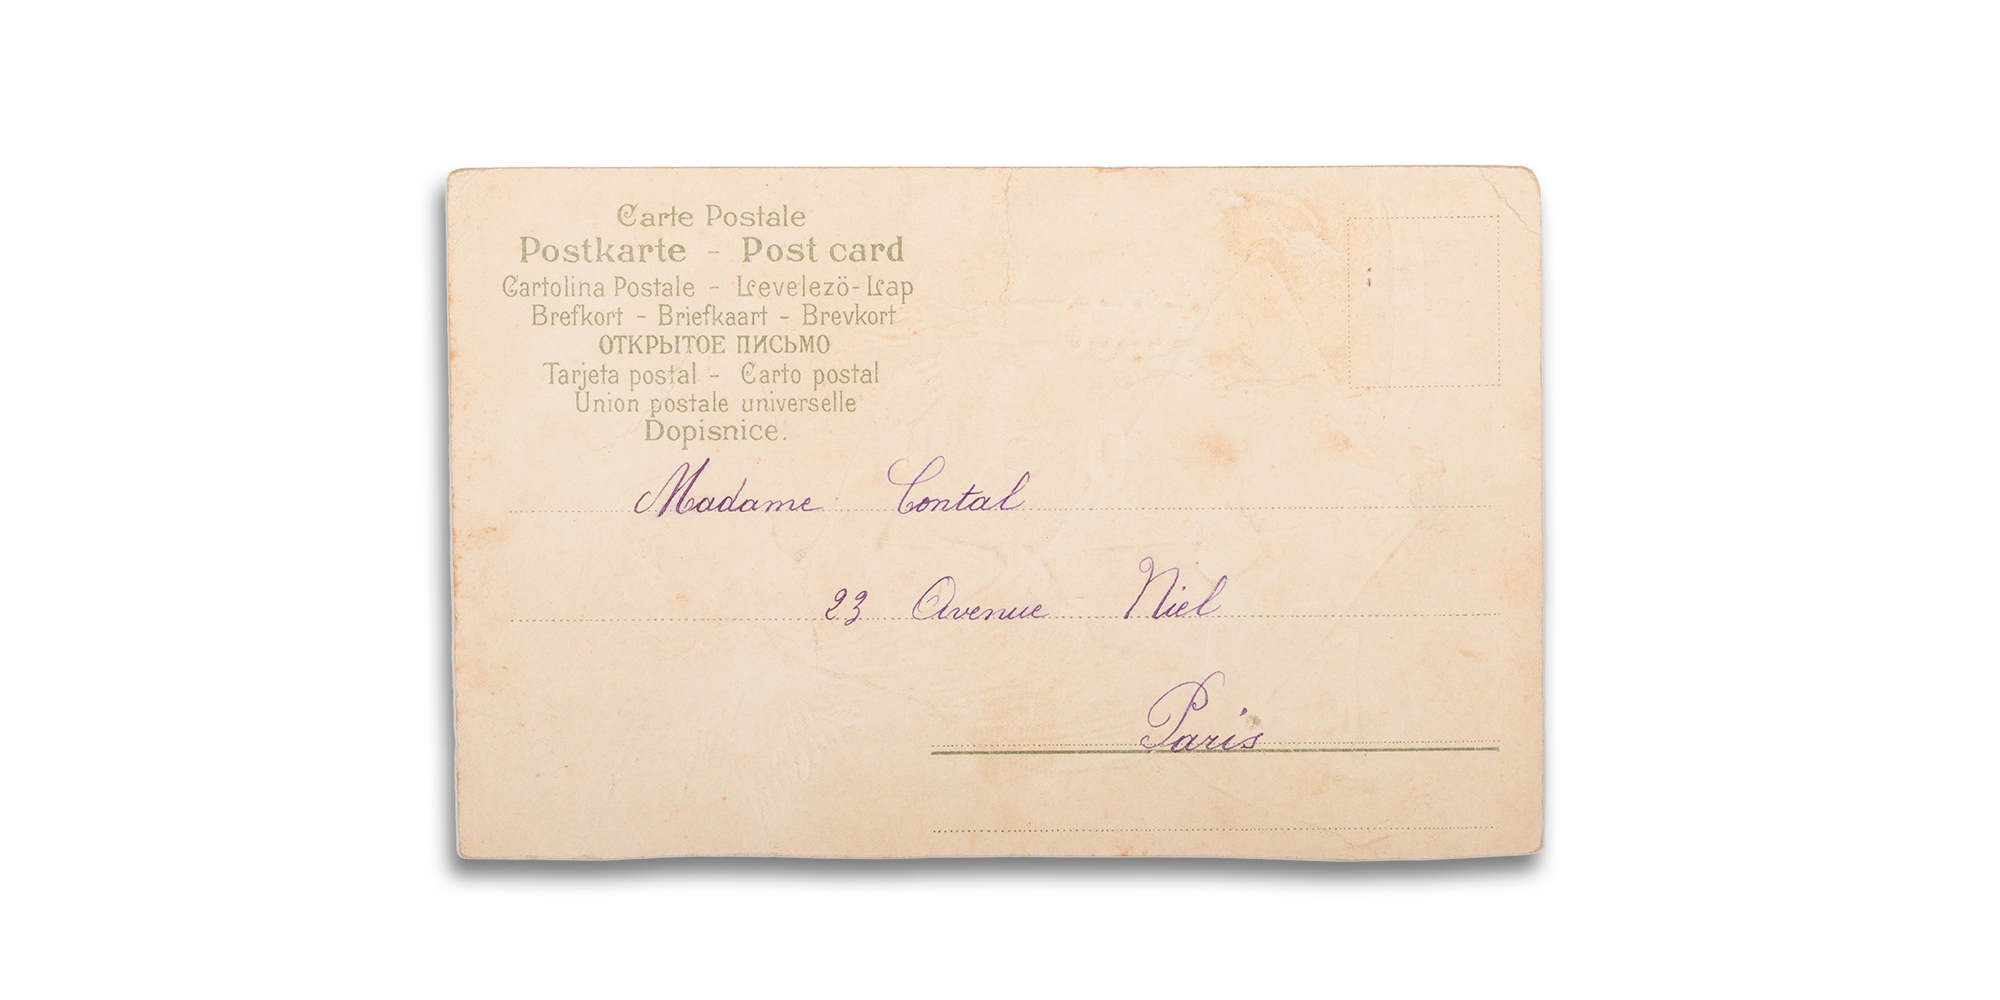 Carte Postale
Postkarte - Post card
Cartolina Postale - Levelezö-Lap
Brefkort - Briefkaart - Brevkort
ОТКРЫТОЕ ПИСЬМО
Tarjeta postal - Carto postal
Union postale universelle
Dopisnice.
Madame Contal
23 Avenue Niel
Paris